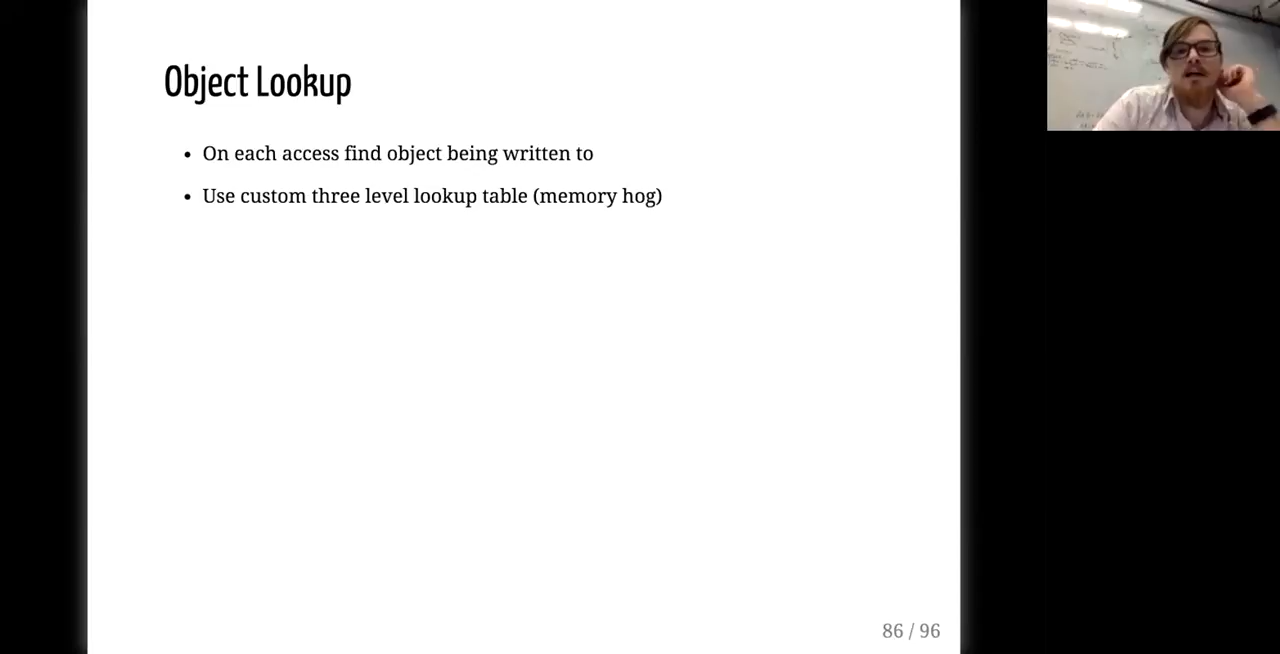 Object Lookup
• On each access find object being written to
• Use custom three level lookup table (memory hog)
86 / 96